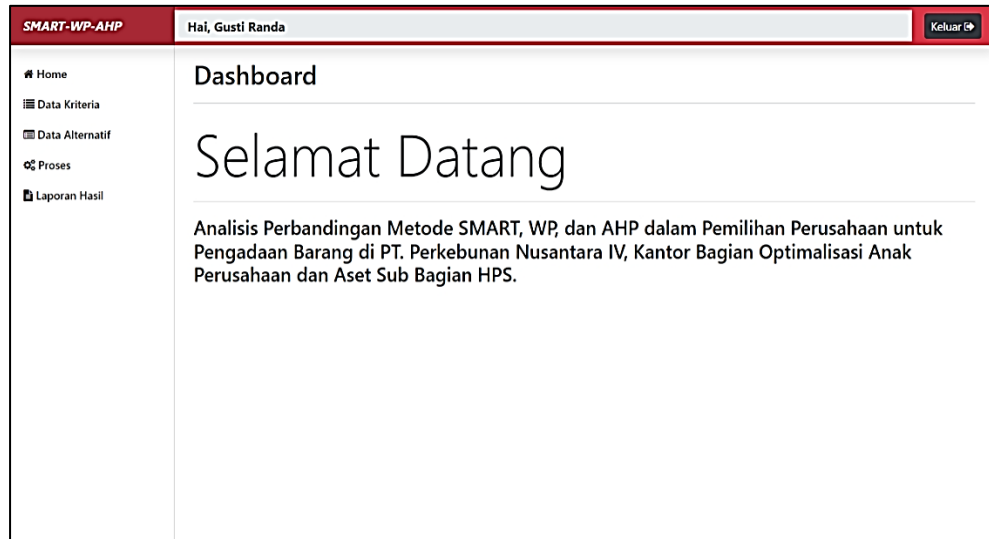 SMART-WP-AHP
Hai, Gusti Randa
Keluar
Home
Data Kriteria
Data Alternatif
Proses
Laporan Hasil
Dashboard
Selamat Datang
Analisis Perbandingan Metode SMART, WP, dan AHP dalam Pemilihan Perusahaan untuk
Pengadaan Barang di PT. Perkebunan Nusantara IV, Kantor Bagian Optimalisasi Anak
Perusahaan dan Aset Sub Bagian HPS.